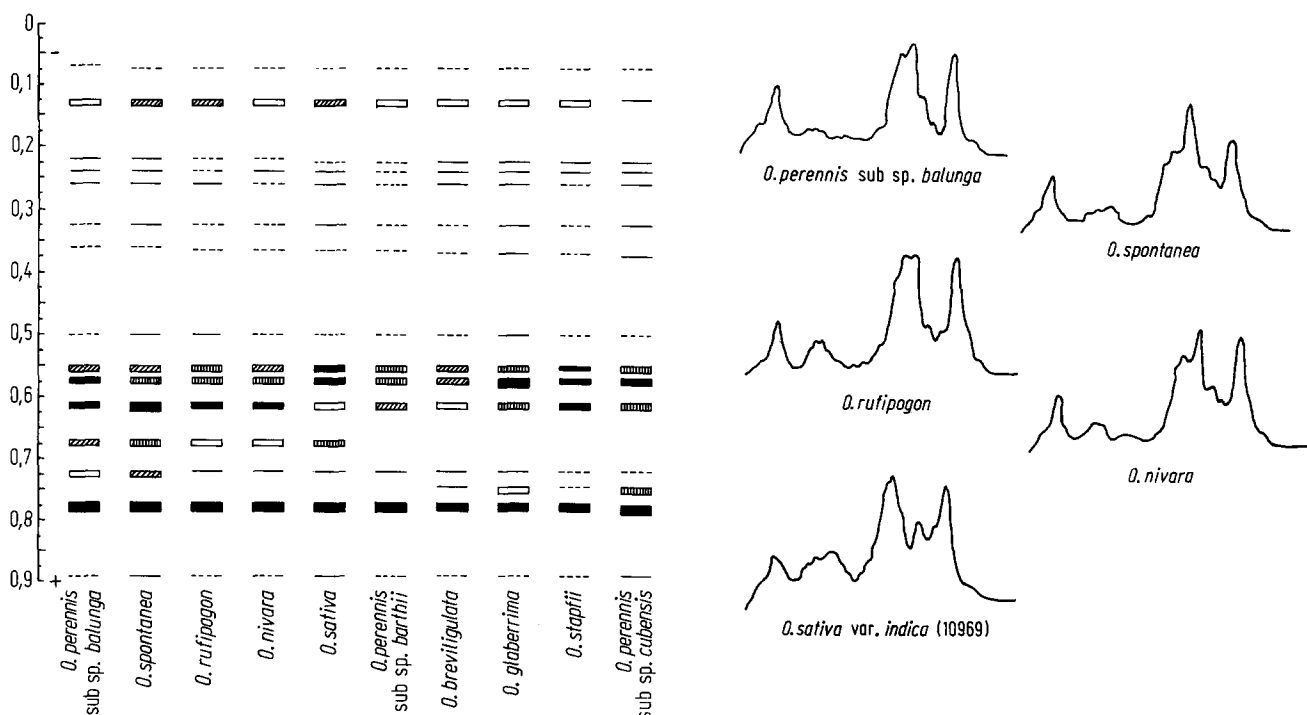 0
-
0,1
0,2
0,3
0,4
0,5
0,6
0,7
0,8
0,9 +
O. perennis
sub sp. balunga
O. spontanea
O. rufipogon
O. nivara
O. sativa
O. perennis
sub sp. barthii
O. breviligulata
O. glaberrima
O. stapfii
O. perennis
sub sp. cubensis
O. perennis sub sp. balunga
O. spontanea
O. rufipogon
O. nivara
O. sativa var. indica (10969)